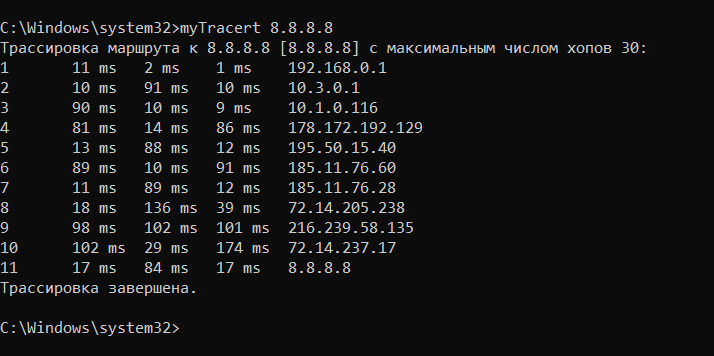 C:\Windows\system32>myTracert 8.8.8.8
Трассировка маршрута к 8.8.8.8 [8.8.8.8] с максимальным числом хопов 30:
1 11 ms 2 ms 1 ms 192.168.0.1
2 10 ms 91 ms 10 ms 10.3.0.1
3 90 ms 10 ms 9 ms 10.1.0.116
4 81 ms 14 ms 86 ms 178.172.192.129
5 13 ms 88 ms 12 ms 195.50.15.40
6 89 ms 10 ms 91 ms 185.11.76.60
7 11 ms 89 ms 12 ms 185.11.76.28
8 18 ms 136 ms 39 ms 72.14.205.238
9 98 ms 102 ms 101 ms 216.239.58.135
10 102 ms 29 ms 174 ms 72.14.237.17
11 17 ms 84 ms 17 ms 8.8.8.8
Трассировка завершена.
C:\Windows\system32>